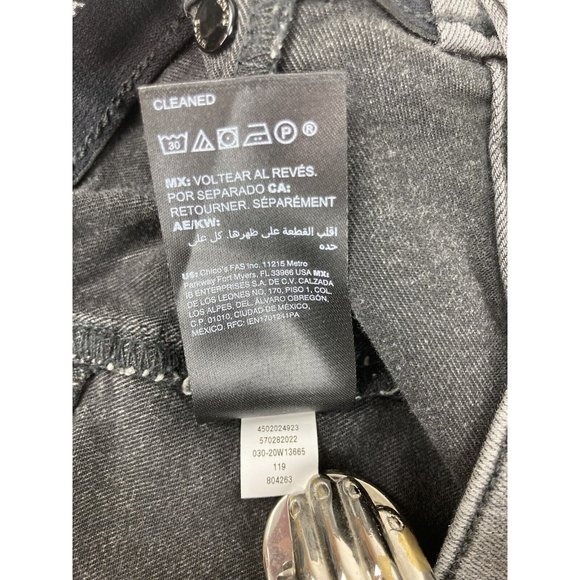 CLEANED
30 P ®
MX: VOLTEAR AL REVÉS.
POR SEPARADO CA:
RETOURNER. SÉPARÉMENT
AE/KW:
اقلب القطعة على ظهرها. كل على
حده
US: Chico's FAS Inc. 11215 Metro
Parkway Fort Myers, FL 33966 USA MX:
IB ENTERPRISES S.A. DE C.V. CALZADA
DE LOS LEONES NO. 170, PISO 1, COL.
LOS ALPES, DEL. ÁLVARO OBREGÓN,
C.P. 01010, CIUDAD DE MÉXICO,
MÉXICO. RFC: IEN1701241PA
4502024923
570282022
030-20W13665
119
804263